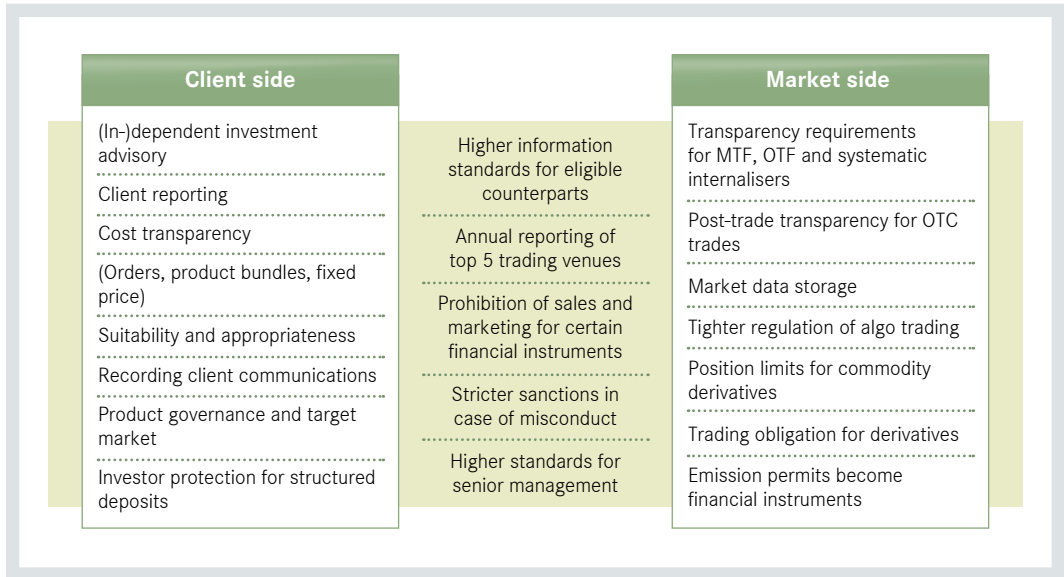 Client side
(In-)dependent investment
advisory
Client reporting
Cost transparency
(Orders, product bundles, fixed
price)
Suitability and appropriateness
Recording client communications
Product governance and target
market
Investor protection for structured
deposits
Higher information
standards for eligible
counterparts
Annual reporting of
top 5 trading venues
Prohibition of sales and
marketing for certain
financial instruments
Stricter sanctions in
case of misconduct
Higher standards for
senior management
Market side
Transparency requirements
for MTF, OTF and systematic
internalisers
Post-trade transparency for OTC
trades
Market data storage
Tighter regulation of algo trading
Position limits for commodity
derivatives
Trading obligation for derivatives
Emission permits become
financial instruments